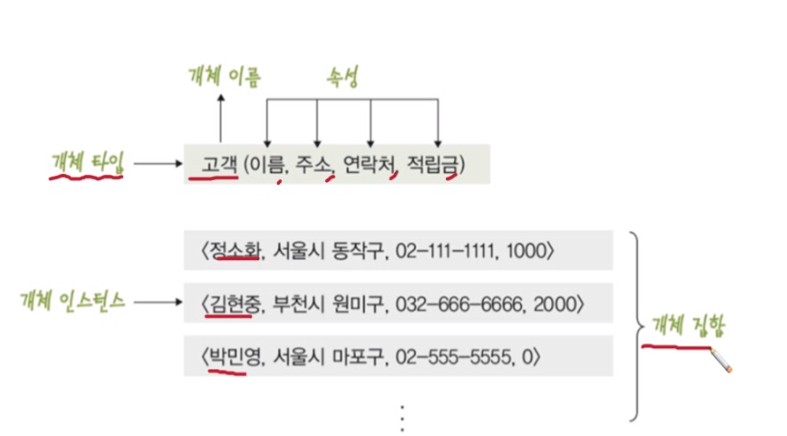 개체 이름 속성
개체 타입 고객 (이름, 주소, 연락처, 적립금)
〈정소화, 서울시 동작구, 02-111-1111, 1000〉
개체 인스턴스 〈김현중, 부천시 원미구, 032-666-6666, 2000〉
개체 집합
〈박민영, 서울시 마포구, 02-555-5555, 0〉
⋮